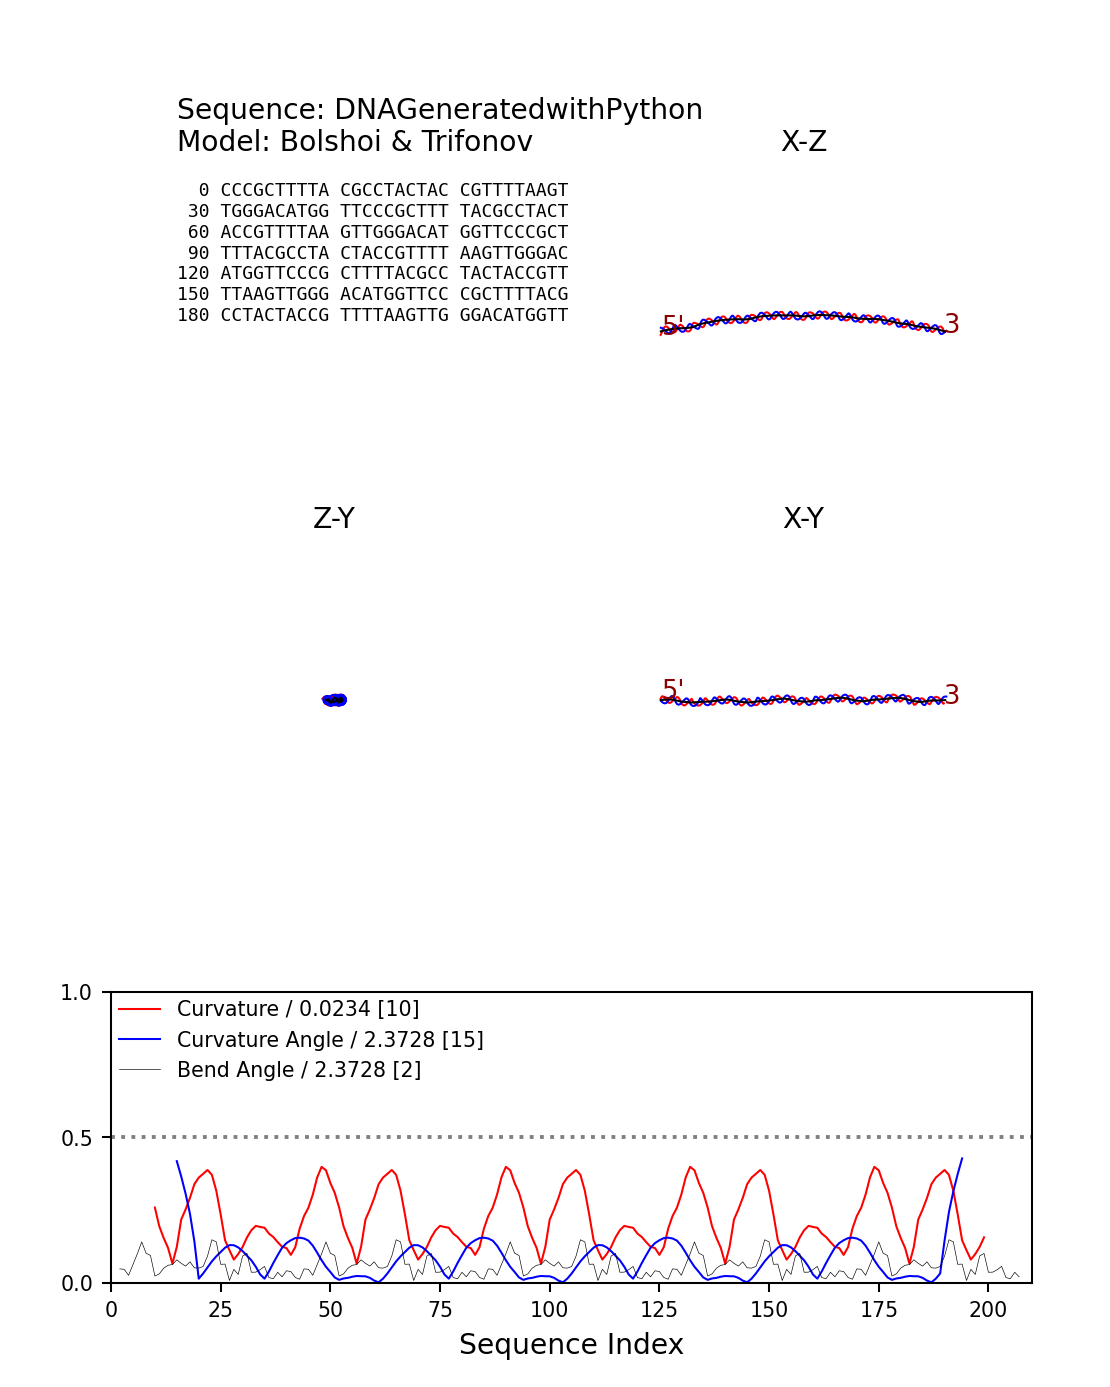 Sequence: DNAGeneratedwithPython
Model: Bolshoi & Trifonov
X-Z
0 CCCGCTTTTA CGCCTACTAC CGTTTTAAGT
30 TGGGACATGG TTCCCGCTTT TACGCCTACT
60 ACCGTTTTAA GTTGGGACAT GGTTCCCGCT
90 TTTACGCCTA CTACCGTTTT AAGTTGGGAC
120 ATGGTTCCCG CTTTTACGCC TACTACCGTT
150 TTAAGTTGGG ACATGGTTCC CGCTTTTACG
180 CCTACTACCG TTTTAAGTTG GGACATGGTT
5' 3
Z-Y
X-Y
5' 3
1.0
Curvature / 0.0234 [10]
Curvature Angle / 2.3728 [15]
Bend Angle / 2.3728 [2]
0.5
0.0
0 25 50 75 100 125 150 175 200
Sequence Index